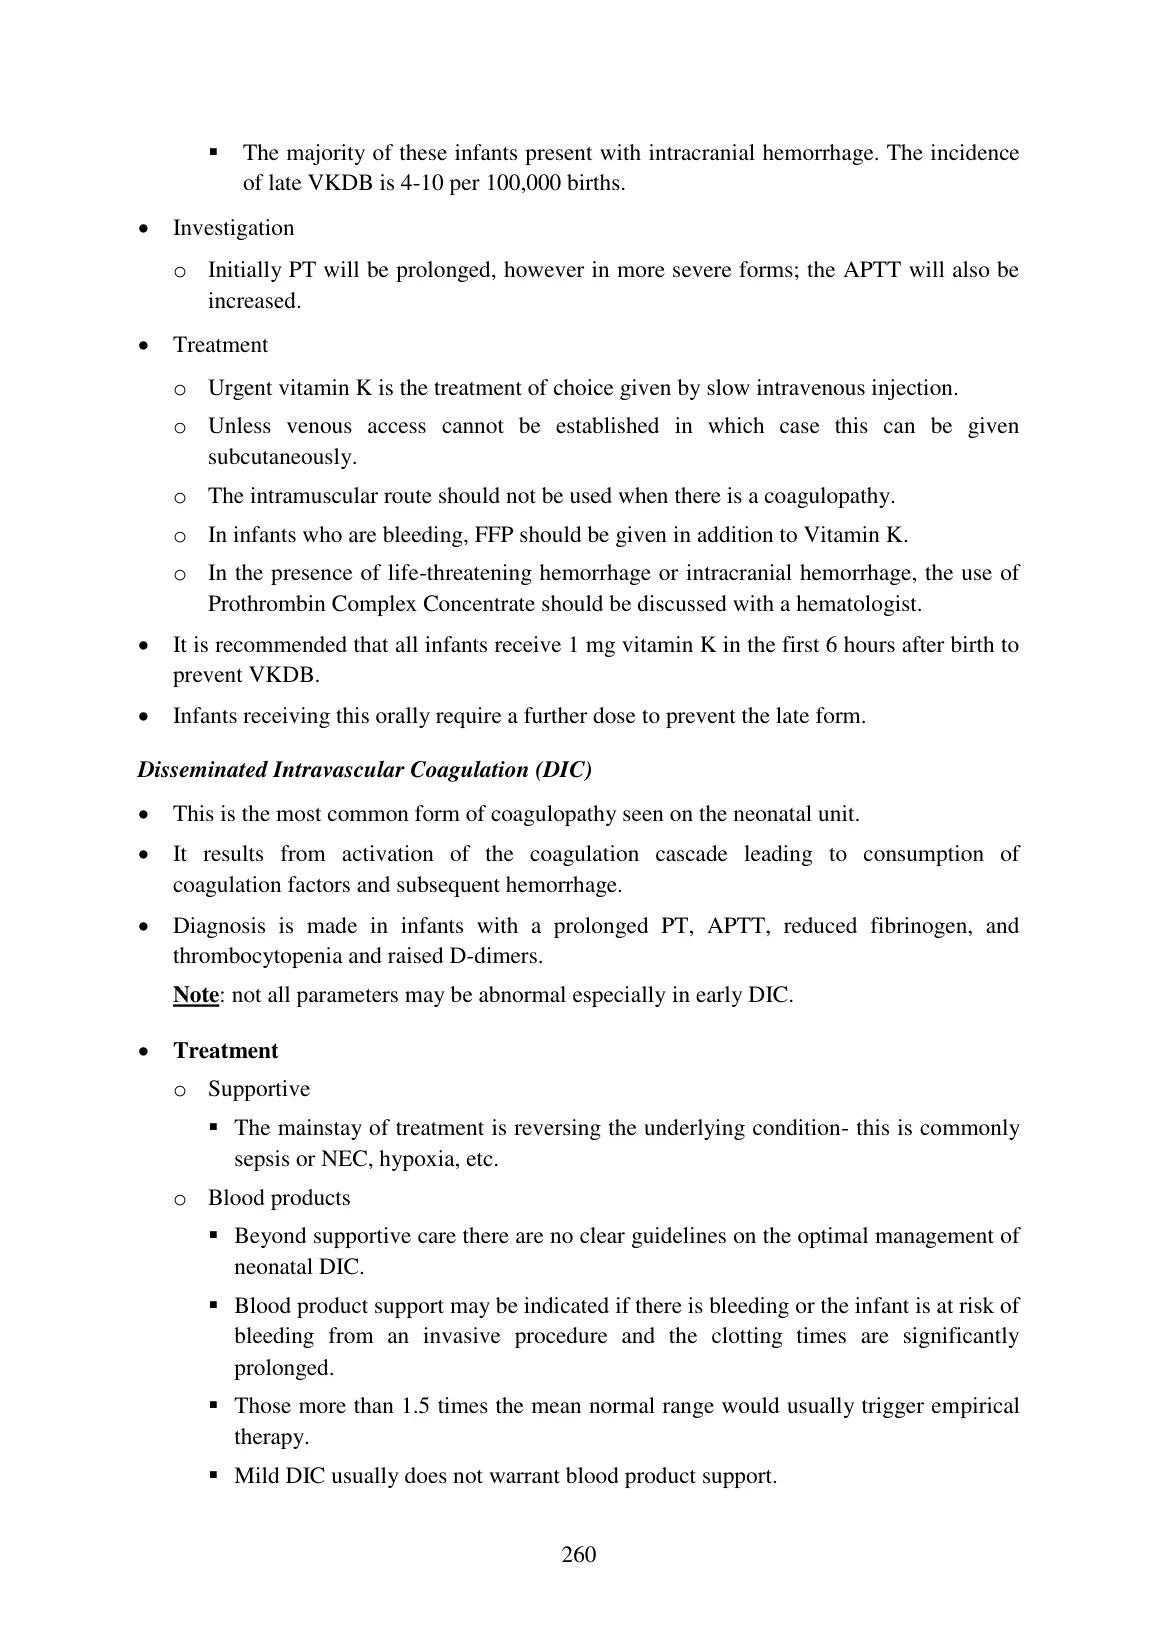 ▪ The majority of these infants present with intracranial hemorrhage. The incidence
of late VKDB is 4-10 per 100,000 births.
• Investigation
o Initially PT will be prolonged, however in more severe forms; the APTT will also be
increased.
• Treatment
o Urgent vitamin K is the treatment of choice given by slow intravenous injection.
o Unless venous access cannot be established in which case this can be given
subcutaneously.
o The intramuscular route should not be used when there is a coagulopathy.
o In infants who are bleeding, FFP should be given in addition to Vitamin K.
o In the presence of life-threatening hemorrhage or intracranial hemorrhage, the use of
Prothrombin Complex Concentrate should be discussed with a hematologist.
• It is recommended that all infants receive 1 mg vitamin K in the first 6 hours after birth to
prevent VKDB.
• Infants receiving this orally require a further dose to prevent the late form.
Disseminated Intravascular Coagulation (DIC)
• This is the most common form of coagulopathy seen on the neonatal unit.
• It results from activation of the coagulation cascade leading to consumption of
coagulation factors and subsequent hemorrhage.
• Diagnosis is made in infants with a prolonged PT, APTT, reduced fibrinogen, and
thrombocytopenia and raised D-dimers.
Note: not all parameters may be abnormal especially in early DIC.
• Treatment
o Supportive
▪ The mainstay of treatment is reversing the underlying condition- this is commonly
sepsis or NEC, hypoxia, etc.
o Blood products
▪ Beyond supportive care there are no clear guidelines on the optimal management of
neonatal DIC.
▪ Blood product support may be indicated if there is bleeding or the infant is at risk of
bleeding from an invasive procedure and the clotting times are significantly
prolonged.
▪ Those more than 1.5 times the mean normal range would usually trigger empirical
therapy.
▪ Mild DIC usually does not warrant blood product support.
260